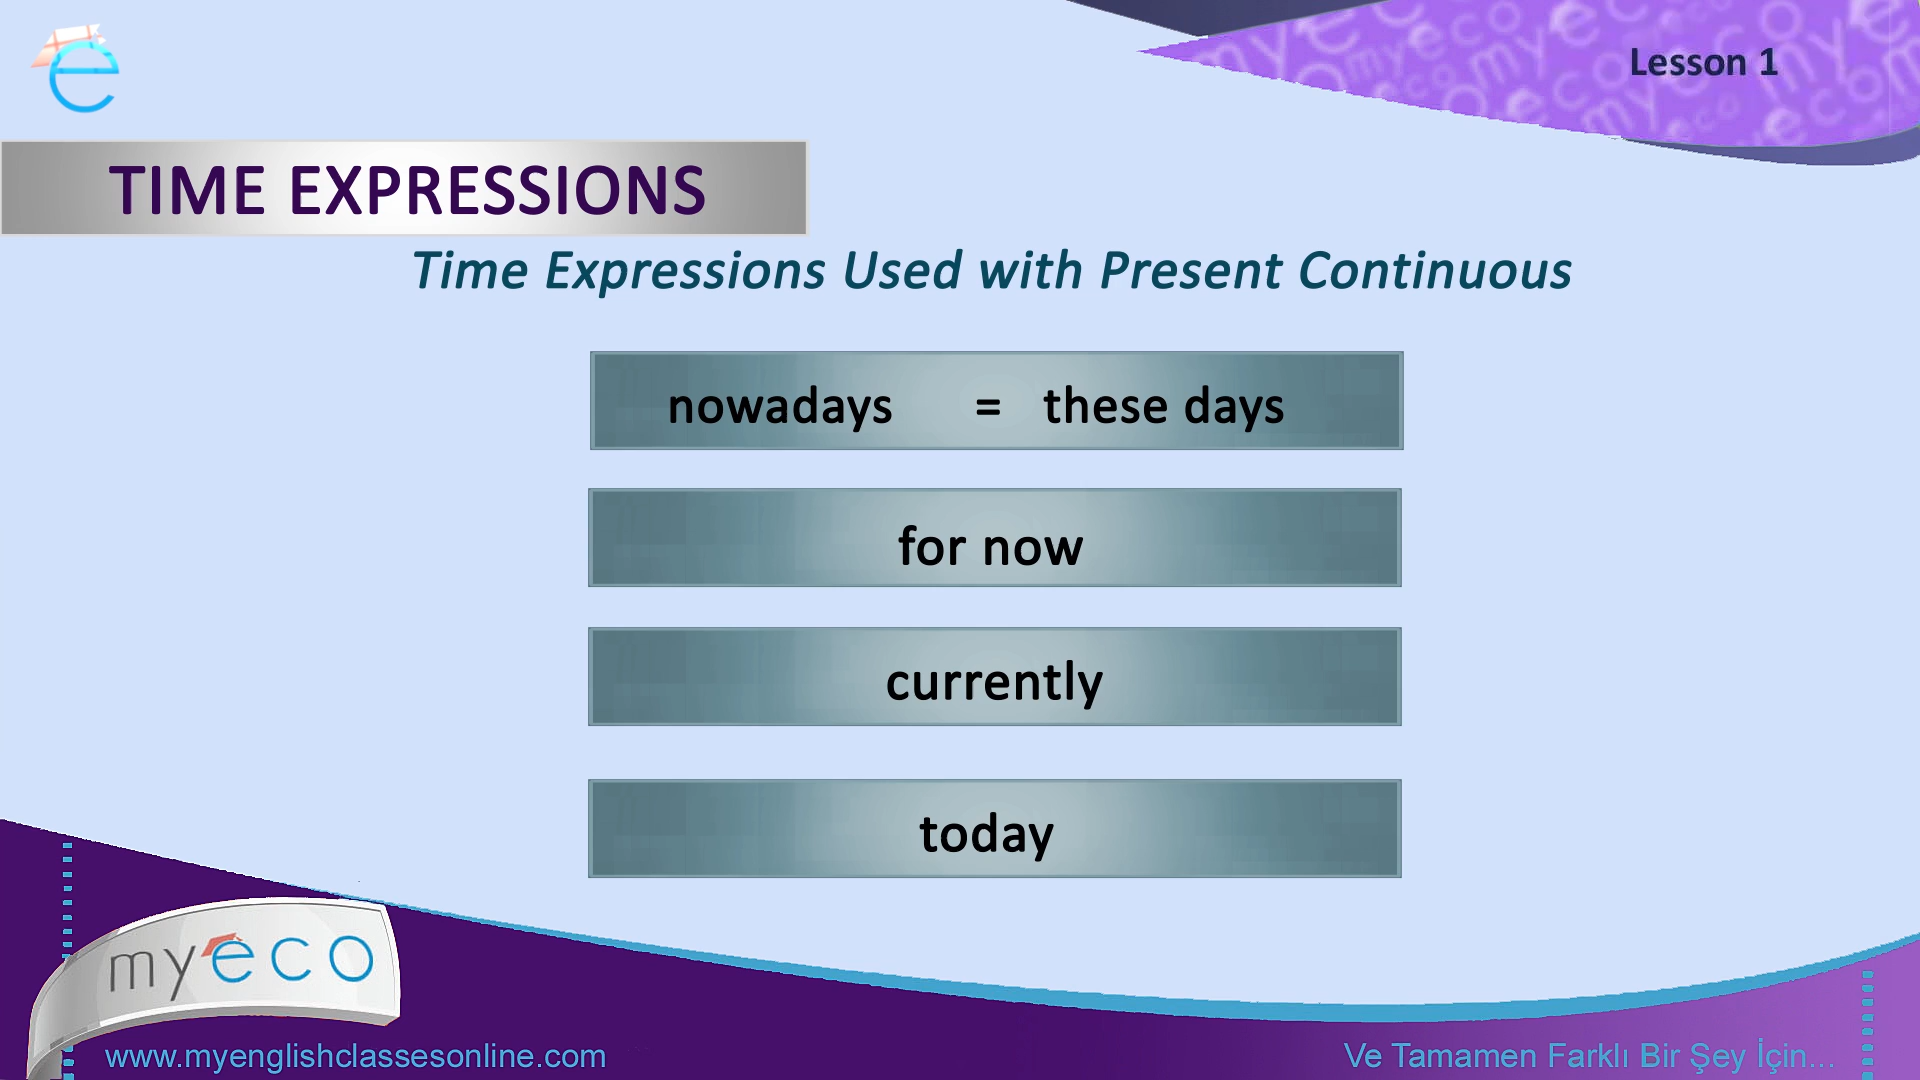 Lesson 1
TIME EXPRESSIONS
Time Expressions Used with Present Continuous
nowadays = these days
for now
currently
today
myeco
www.myenglishclassesonline.com
Ve Tamamen Farklı Bir Şey İçin...